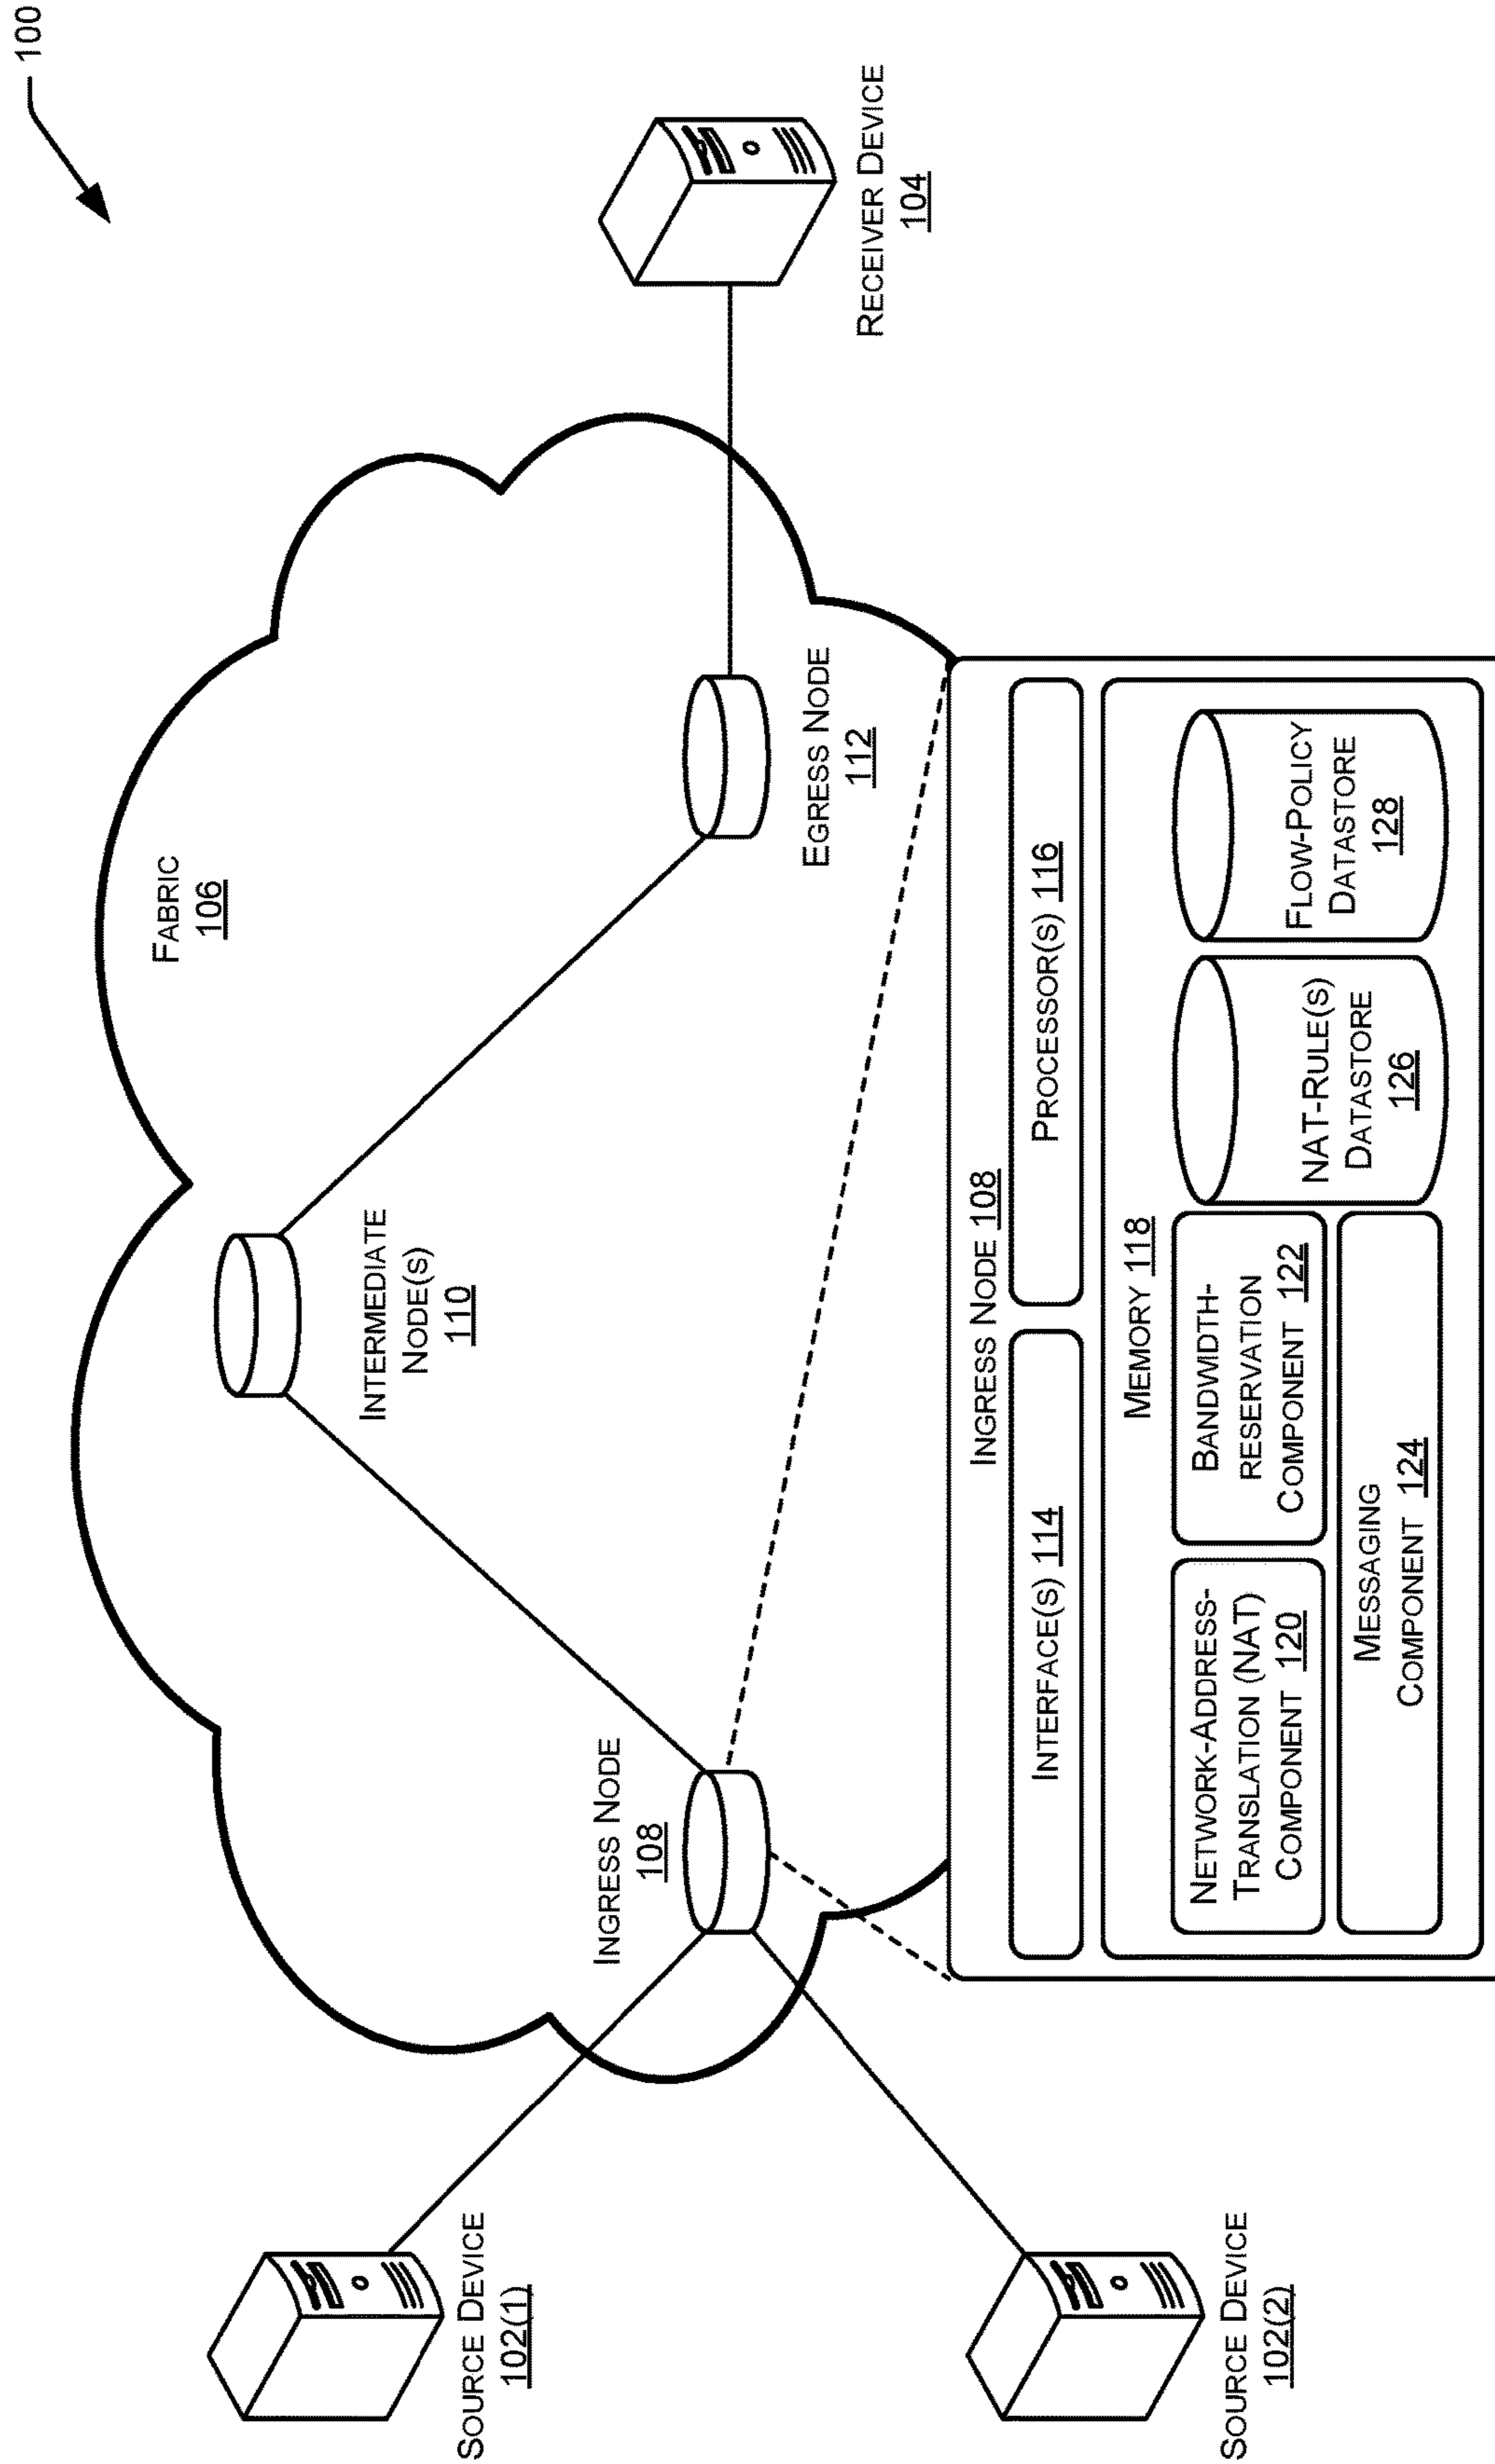 100
FABRIC
106
INTERMEDIATE
NODE(S)
110
SOURCE DEVICE
102(1)
INGRESS NODE
108
EGRESS NODE
112
RECEIVER DEVICE
104
SOURCE DEVICE
102(2)
INGRESS NODE 108
INTERFACE(S) 114
PROCESSOR(S) 116
MEMORY 118
NETWORK-ADDRESS-
TRANSLATION (NAT)
COMPONENT 120
BANDWIDTH-
RESERVATION
COMPONENT 122
MESSAGING
COMPONENT 124
NAT-RULE(S)
DATASTORE
126
FLOW-POLICY
DATASTORE
128